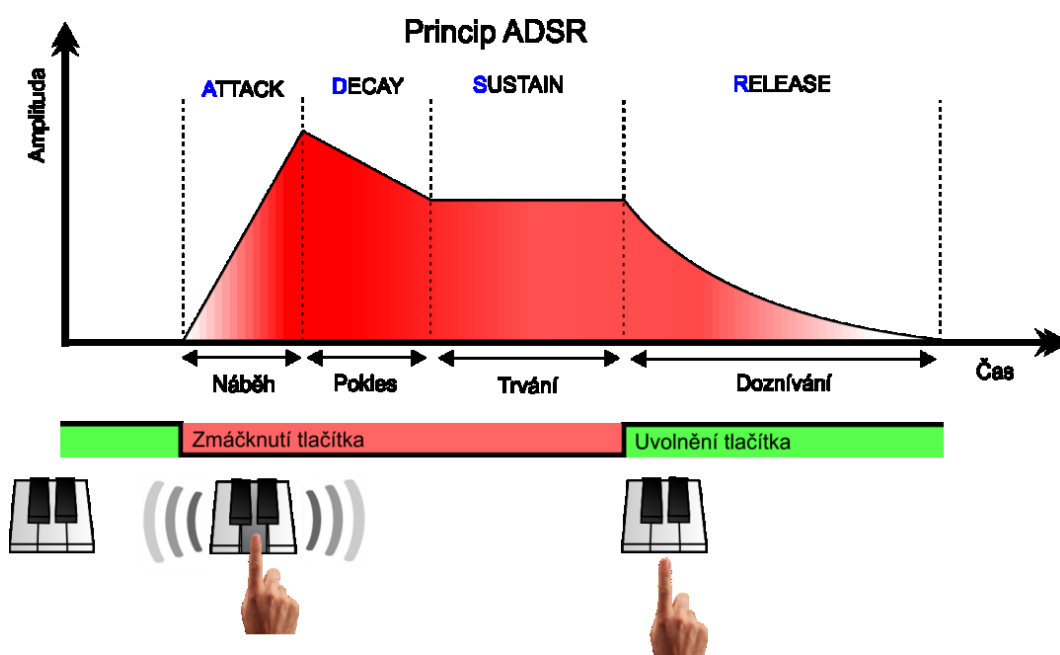 Princip ADSR
Amplituda
ATTACK
DECAY
SUSTAIN
RELEASE
Náběh
Pokles
Trvání
Doznívání
Čas
Zmáčknutí tlačítka
Uvolnění tlačítka